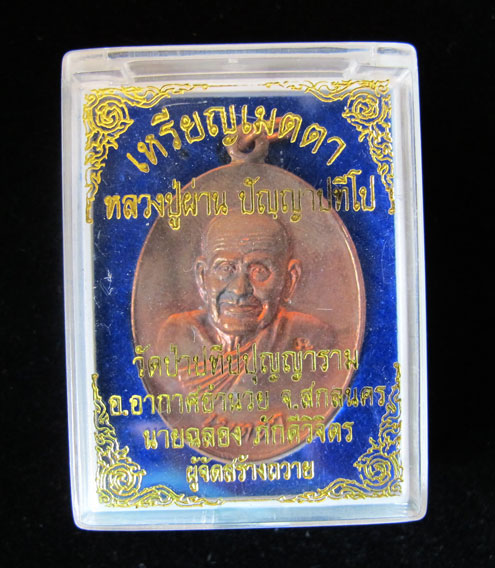 เหรียญเมตตา
หลวงปู่ผ่าน ปัญญาปทีโป
วัดป่าปทีปปุญญาราม
อ.อากาศอำนวย จ.สกลนคร
นายฉลอง ภักดีวิจิตร
ผู้จัดสร้างถวาย